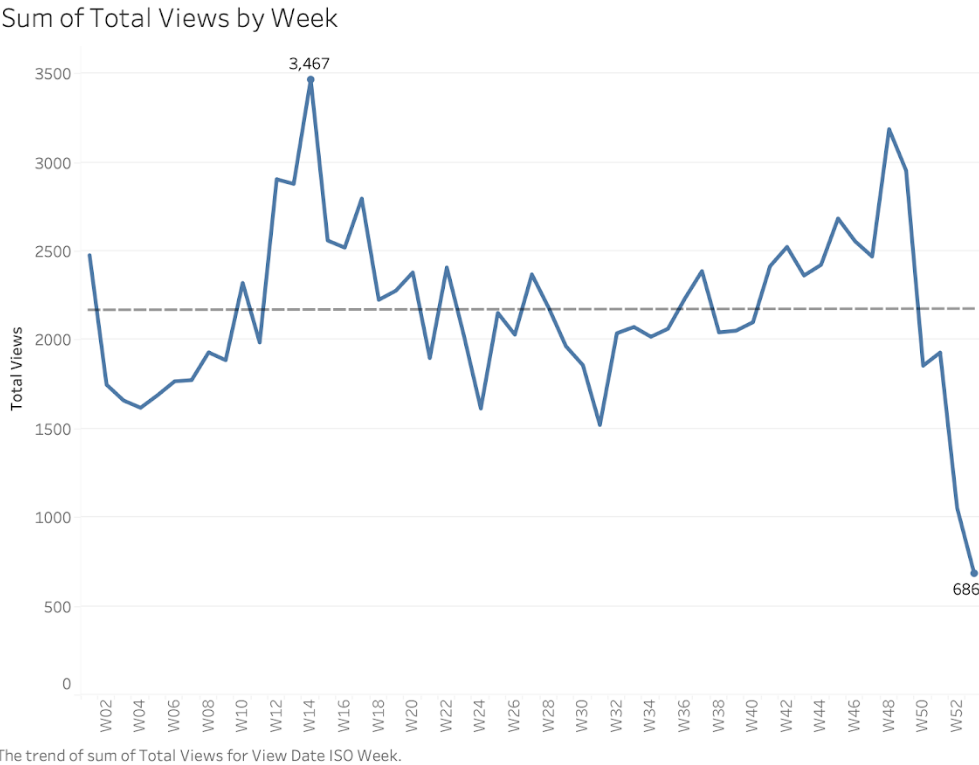 Sum of Total Views by Week
3,467
3500
3000
2500
2000
1500
1000
500
0
Total Views
686
W02 W04 W06 W08 W10 W12 W14 W16 W18 W20 W22 W24 W26 W28 W30 W32 W34 W36 W38 W40 W42 W44 W46 W48 W50 W52
The trend of sum of Total Views for View Date ISO Week.